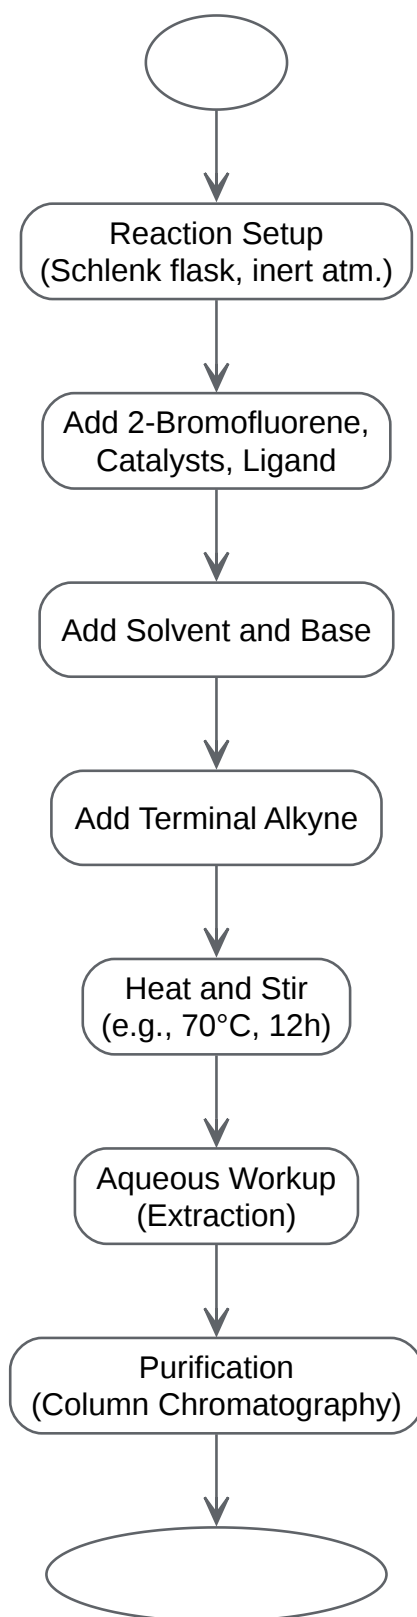 Reaction Setup
(Schlenk flask, inert atm.)
Add 2-Bromofluorene,
Catalysts, Ligand
Add Solvent and Base
Add Terminal Alkyne
Heat and Stir
(e.g., 70°C, 12h)
Aqueous Workup
(Extraction)
Purification
(Column Chromatography)